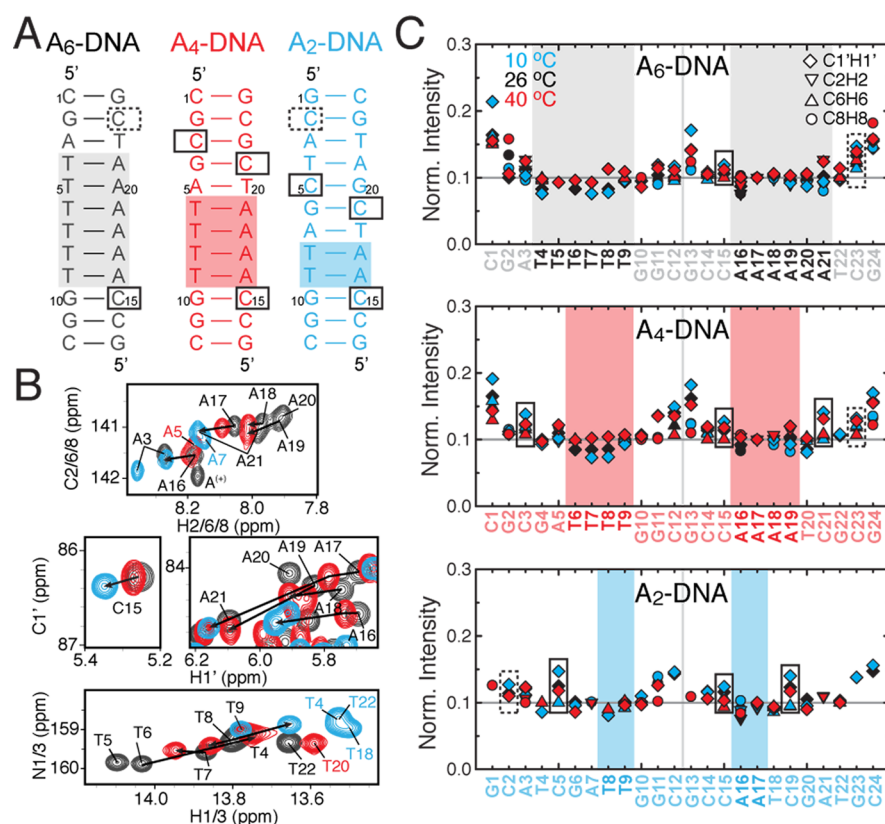 A
A6-DNA A4-DNA A2-DNA
5' 5' 5'
1C — G 1C — G 1G — C
G — C G — C C — G
A — T C — G A — T
T — A G — C T — A
5T — A20 5A — T20 5C — G20
T — A T — A G — C
T — A T — A A — T
T — A T — A T — A
T — A T — A T — A
10G — C15 10G — C15 10G — C15
G — C G — C G — C
C — G C — G C — G
5' 5' 5'
B
C2/6/8 (ppm)
141
142
A17
A18
A20
A3
A5
A7
A16
A(+)
A21
A19
8.2 8.0 7.8
H2/6/8 (ppm)
C1' (ppm)
86
87
C15
5.4 5.2
84
A19
A17
A20
A21
A18
A16
6.2 6.0 5.8
H1' (ppm)
N1/3 (ppm)
159
160
T9
T8
T4
T22
T6
T5
T18
T7
T4
T22
T20
14.0 13.8 13.6
H1/3 (ppm)
C
A6-DNA
10 ºC
26 ºC
40 ºC
C1'H1'
C2H2
C6H6
C8H8
Norm. Intensity
0.3
0.2
0.1
0.0
C1 G2 A3 T4 T5 T6 T7 T8 T9 G10 G11 C12 G13 C14 C15 A16 A17 A18 A19 A20 A21 T22 C23 G24
A4-DNA
Norm. Intensity
0.3
0.2
0.1
0.0
C1 G2 C3 G4 A5 T6 T7 T8 T9 G10 G11 C12 G13 C14 C15 A16 A17 A18 A19 T20 C21 G22 C23 G24
A2-DNA
Norm. Intensity
0.3
0.2
0.1
0.0
G1 C2 A3 T4 C5 G6 A7 T8 T9 G10 G11 C12 G13 C14 C15 A16 A17 T18 C19 G20 A21 T22 G23 C24